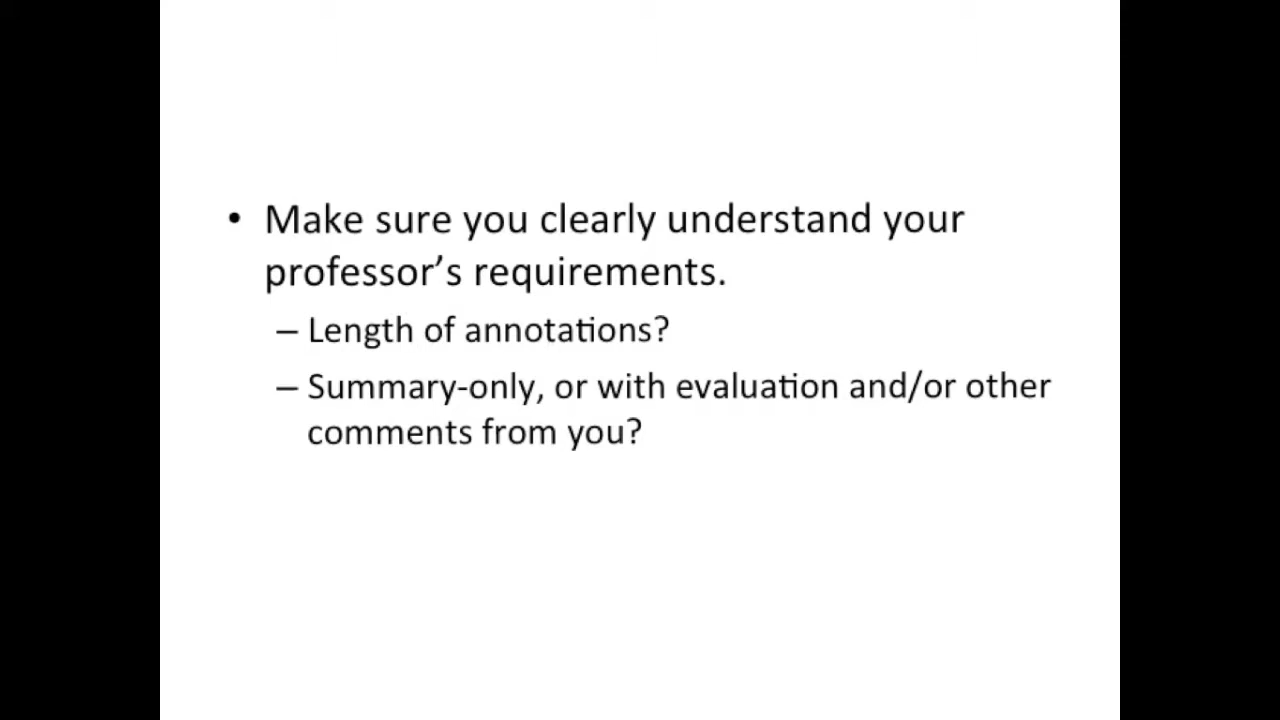 • Make sure you clearly understand your
professor’s requirements.
– Length of annotations?
– Summary-only, or with evaluation and/or other
comments from you?